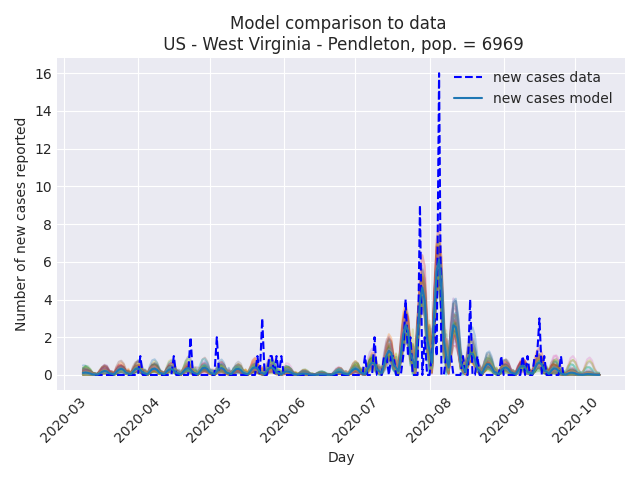 Model comparison to data
US - West Virginia - Pendleton, pop. = 6969
new cases data
new cases model
Number of new cases reported
16
14
12
10
8
6
4
2
0
2020-03
2020-04
2020-05
2020-06
2020-07
2020-08
2020-09
2020-10
Day